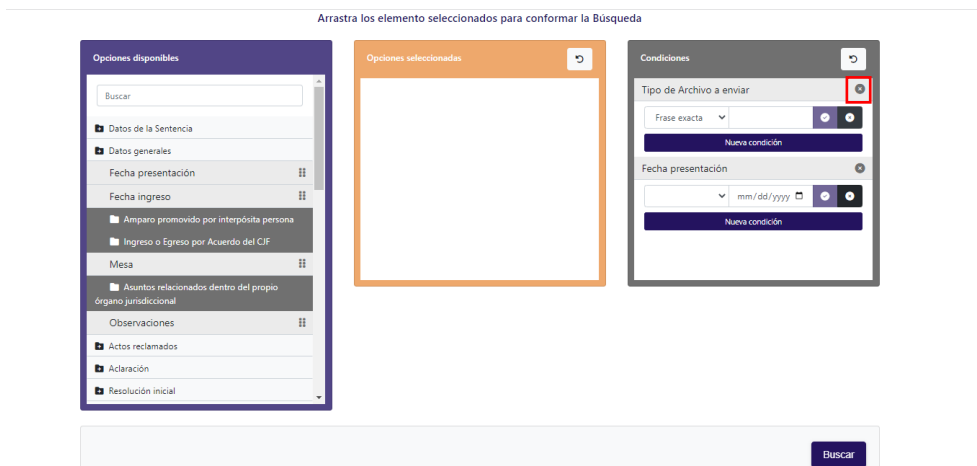 Arrastra los elemento seleccionados para conformar la Búsqueda
Opciones disponibles
Buscar
Datos de la Sentencia
Datos generales
Fecha presentación
Fecha ingreso
Amparo promovido por interpósita persona
Ingreso o Egreso por Acuerdo del CJF
Mesa
Asuntos relacionados dentro del propio
órgano jurisdiccional
Observaciones
Actos reclamados
Aclaración
Resolución inicial
Opciones seleccionadas
Condiciones
Tipo de Archivo a enviar
Frase exacta
Nueva condición
Fecha presentación
mm/dd/yyyy
Nueva condición
Buscar